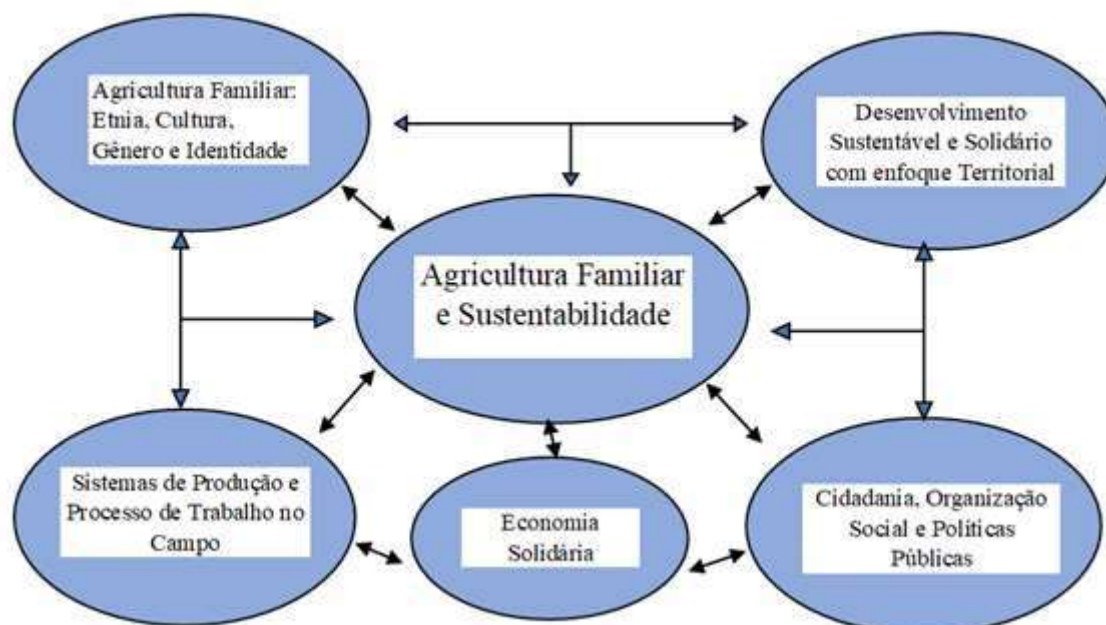 Agricultura Familiar:
Etnia, Cultura,
Gênero e Identidade
Desenvolvimento
Sustentável e Solidário
com enfoque Territorial
Agricultura Familiar
e Sustentabilidade
Sistemas de Produção e
Processo de Trabalho no
Campo
Economia
Solidária
Cidadania, Organização
Social e Políticas
Públicas